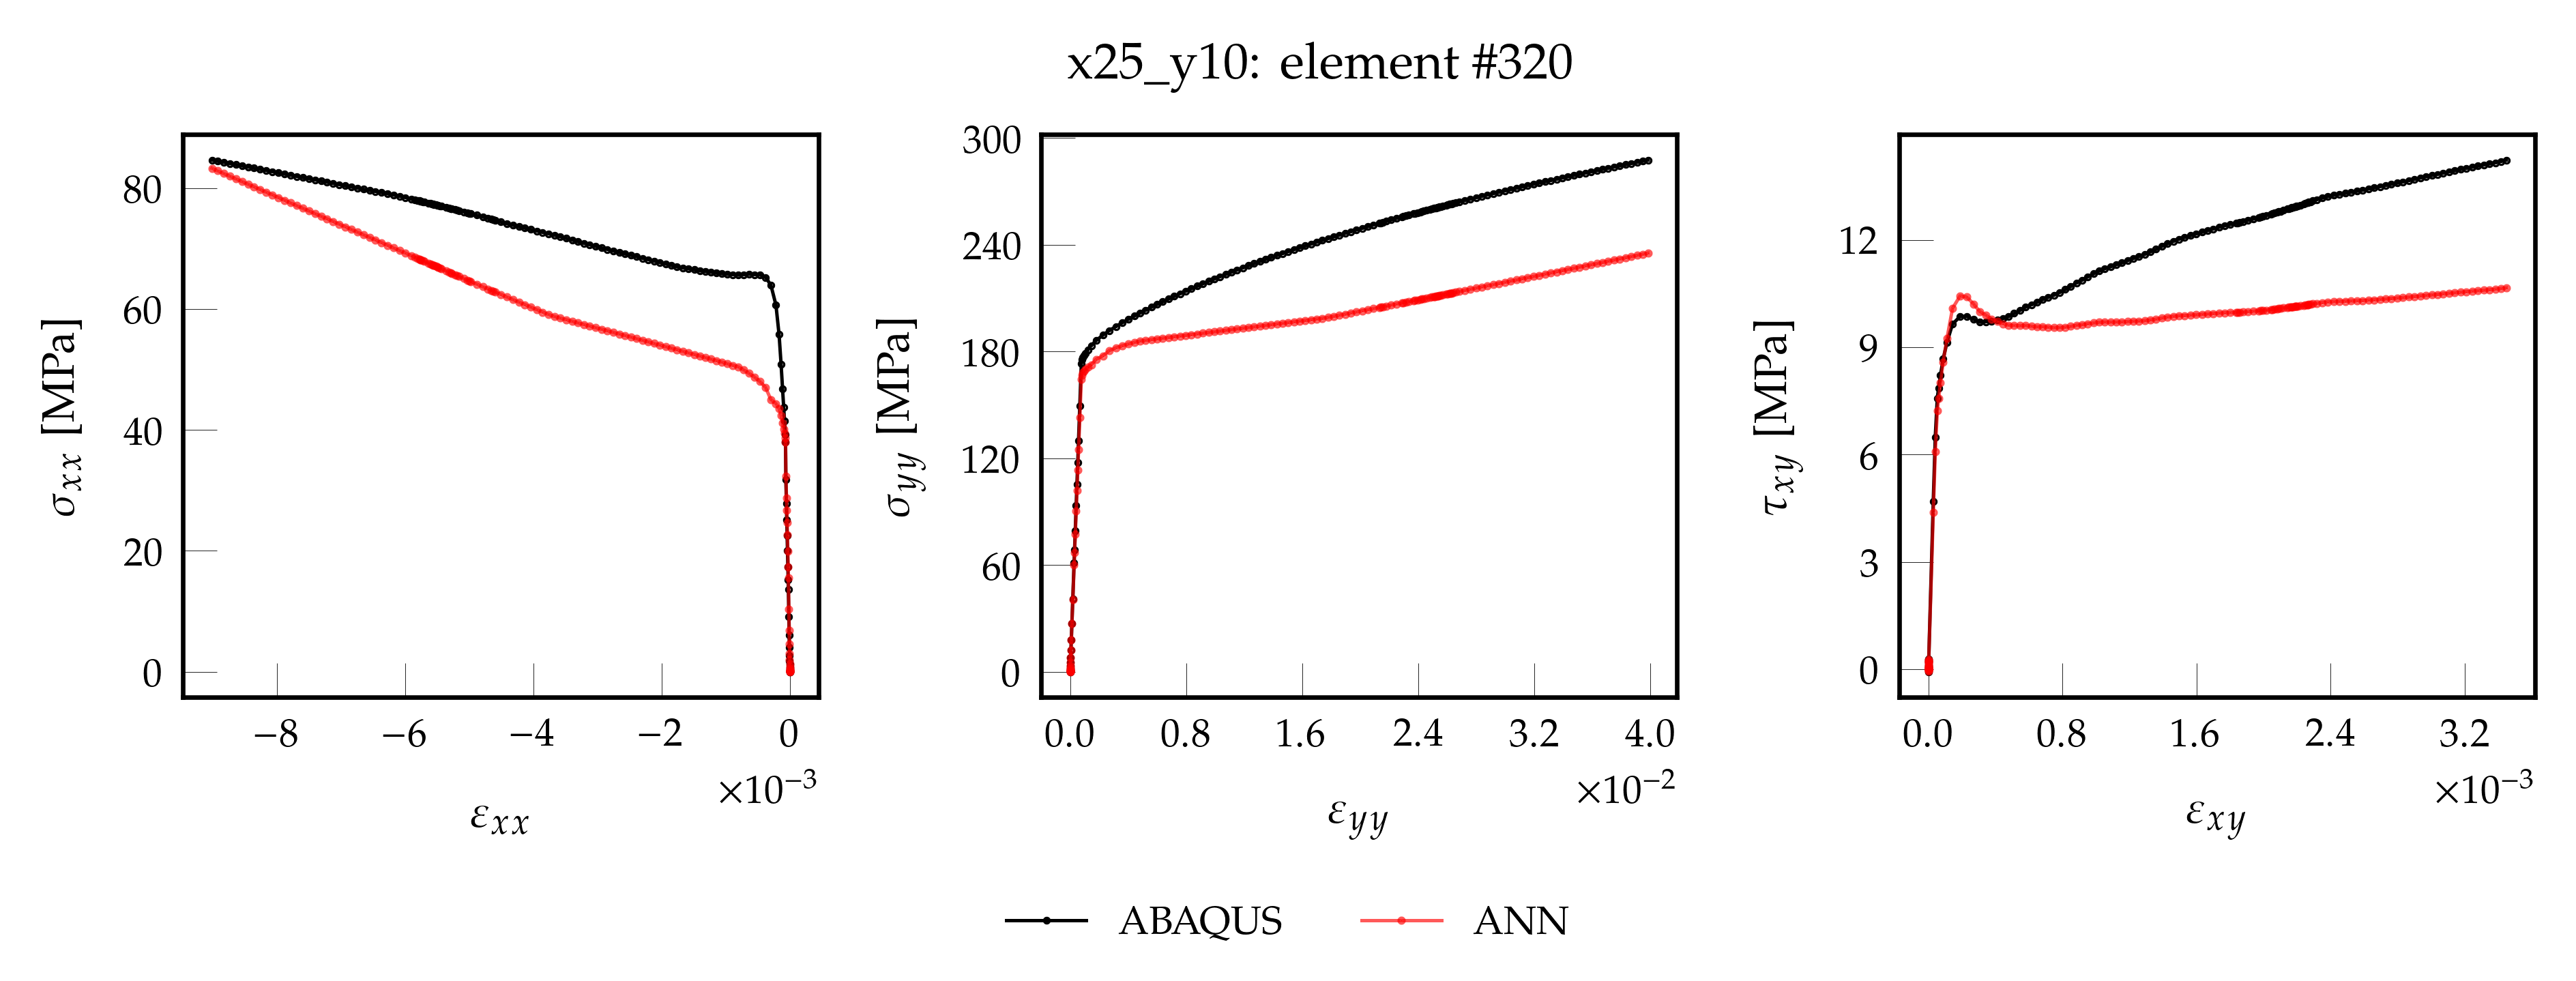 x25_y10: element #320
σxx [MPa]
80
60
40
20
0
−8 −6 −4 −2 0
×10−3
εxx
σyy [MPa]
300
240
180
120
60
0
0.0 0.8 1.6 2.4 3.2 4.0
×10−2
εyy
τxy [MPa]
12
9
6
3
0
0.0 0.8 1.6 2.4 3.2
×10−3
εxy
ABAQUS ANN